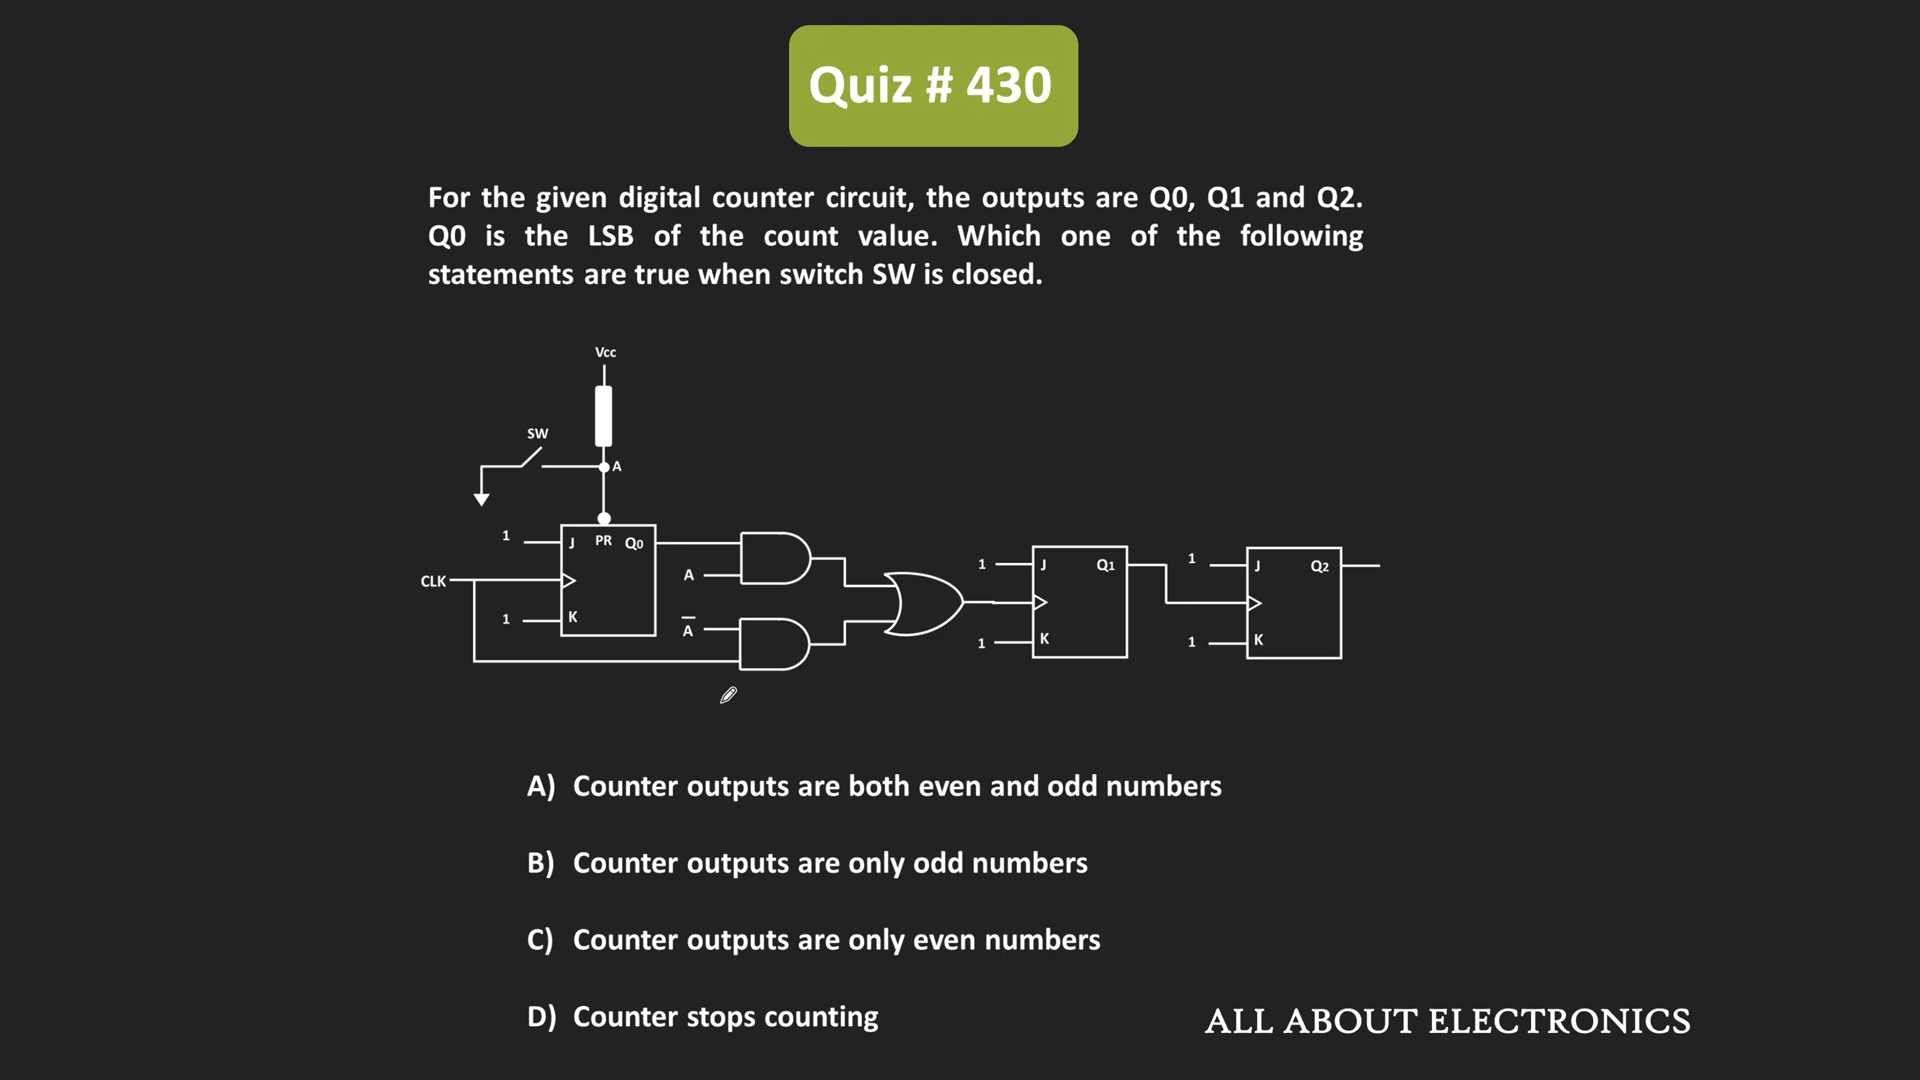 Quiz # 430
For the given digital counter circuit, the outputs are Q0, Q1 and Q2.
Q0 is the LSB of the count value. Which one of the following
statements are true when switch SW is closed.
Vcc
SW
A
1
J
PR
Q0
CLK
A
1
K
A̅
1
J
Q1
1
K
1
J
Q2
1
K
A) Counter outputs are both even and odd numbers
B) Counter outputs are only odd numbers
C) Counter outputs are only even numbers
D) Counter stops counting
ALL ABOUT ELECTRONICS